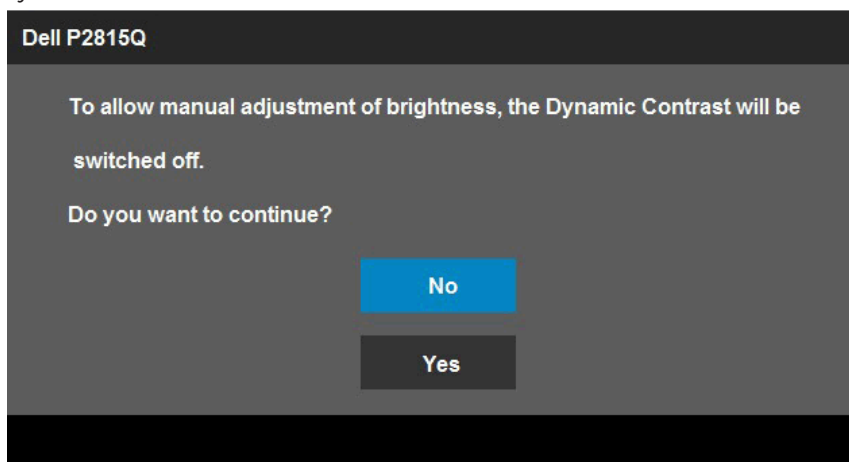 Dell P2815Q
To allow manual adjustment of brightness, the Dynamic Contrast will be
switched off.
Do you want to continue?
No
Yes